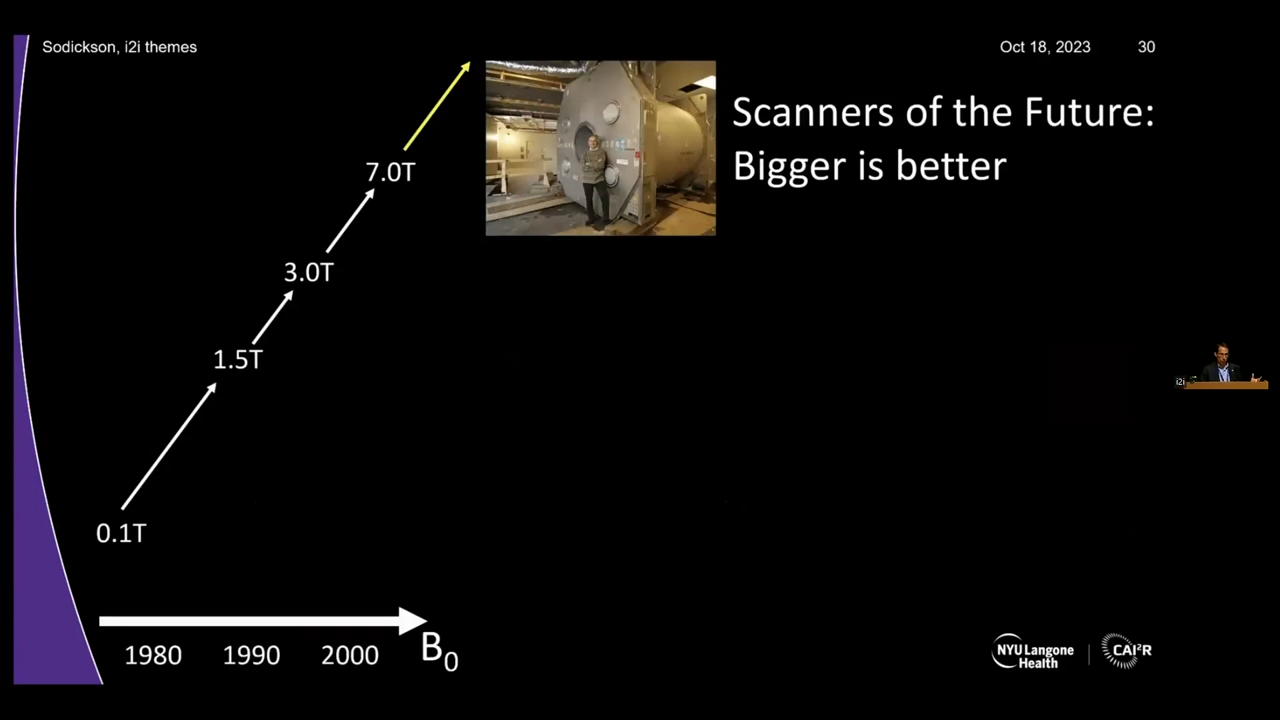 Sodickson, i2i themes
Oct 18, 2023
30
Scanners of the Future:
Bigger is better
7.0T
3.0T
1.5T
0.1T
i2i
1980
1990
2000
B₀
NYU Langone
Health
CAI²R